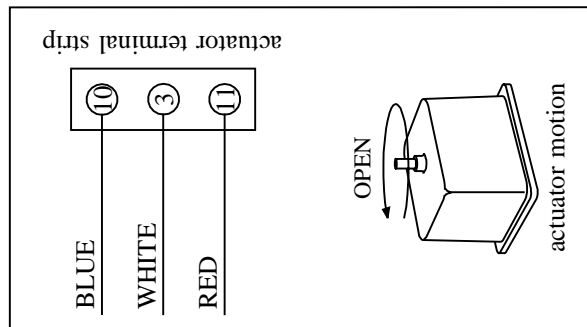 actuator terminal strip
10
3
11
BLUE
WHITE
RED
OPEN
actuator motion